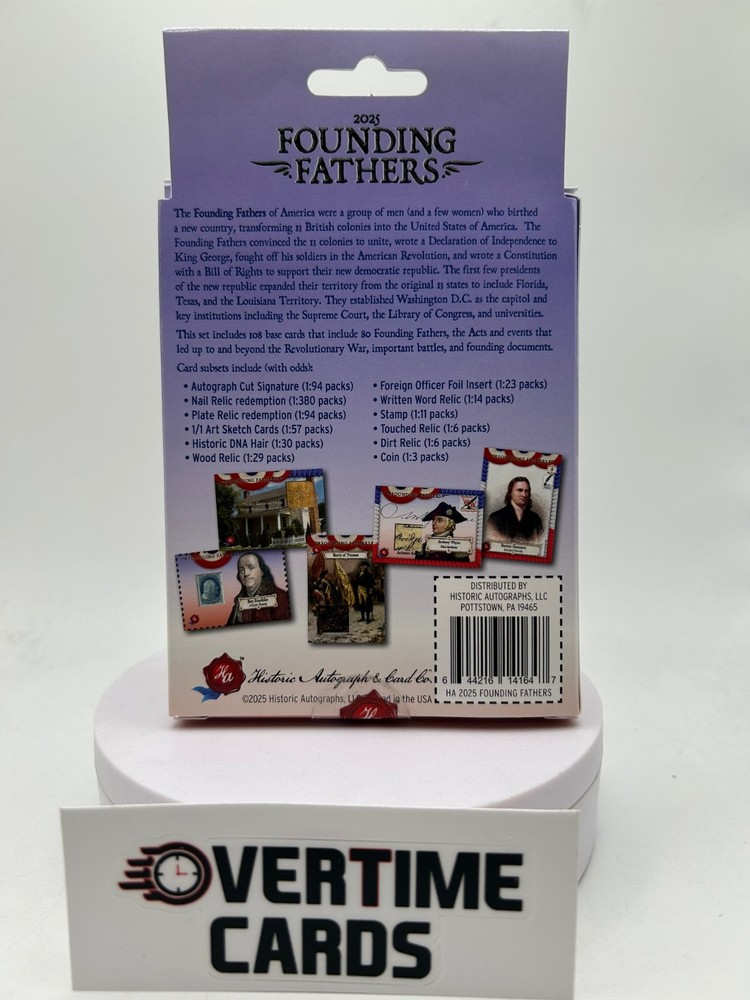 2025
FOUNDING
FATHERS
The Founding Fathers of America were a group of men (and a few women) who birthed
a new country, transforming 13 British colonies into the United States of America. The
Founding Fathers convinced the 13 colonies to unite, wrote a Declaration of Independence to
King George, fought off his soldiers in the American Revolution, and wrote a Constitution
with a Bill of Rights to support their new democratic republic. The first few presidents
of the new republic expanded their territory from the original 13 states to include Florida,
Texas, and the Louisiana Territory. They established Washington D.C. as the capitol and
key institutions including the Supreme Court, the Library of Congress, and universities.
This set includes 108 base cards that include 80 Founding Fathers, the Acts and events that
led up to and beyond the Revolutionary War, important battles, and founding documents.
Card subsets include (with odds):
• Autograph Cut Signature (1:94 packs)
• Nail Relic redemption (1:380 packs)
• Plate Relic redemption (1:94 packs)
• 1/1 Art Sketch Cards (1:57 packs)
• Historic DNA Hair (1:30 packs)
• Wood Relic (1:29 packs)
• Foreign Officer Foil Insert (1:23 packs)
• Written Word Relic (1:14 packs)
• Stamp (1:11 packs)
• Touched Relic (1:6 packs)
• Dirt Relic (1:6 packs)
• Coin (1:3 packs)
Anthony Wayne
Ben Franklin
DISTRIBUTED BY
HISTORIC AUTOGRAPHS, LLC
POTTSTOWN, PA 19465
6 44216 14164 7
HA 2025 FOUNDING FATHERS
Ha
™
Historic Autograph & Card Co.
©2025 Historic Autographs, in the USA
OVERTIME
CARDS